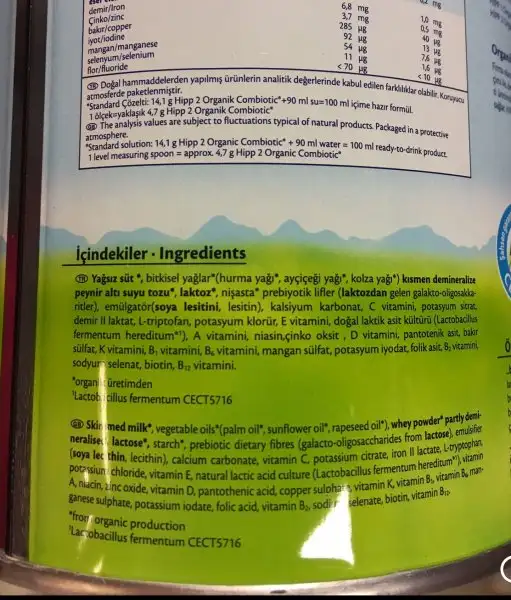 demir/Iron 6,8 mg
Çinko/zinc 3,7 mg 1,0 mg
bakır/copper 285 µg 0,5 mg
iyot/iodine 92 µg 40 µg
mangan/manganese 54 µg 13 µg
selenyum/selenium 11 µg 7,6 µg
flor/fluoride < 70 µg 1,6 µg
< 10 µg
TR Doğal hammaddelerden yapılmış ürünlerin analitik değerlerinde kabul edilen farklılıklar olabilir. Koruyucu
atmosferde paketlenmiştir.
*Standard Çözelti: 14,1 g Hipp 2 Organik Combiotic®+90 ml su=100 ml içime hazır formül.
1 ölçek=yaklaşık 4,7 g Hipp 2 Organik Combiotic®
GB The analysis values are subject to fluctuations typical of natural products. Packaged in a protective
atmosphere.
*Standard solution: 14,1 g Hipp 2 Organic Combiotic® + 90 ml water = 100 ml ready-to-drink product.
1 level measuring spoon = approx. 4,7 g Hipp 2 Organic Combiotic®
İçindekiler · Ingredients
TR Yağsız süt *, bitkisel yağlar*(hurma yağı*, ayçiçeği yağı*, kolza yağı*) kısmen demineralize
peynir altı suyu tozu*, laktoz*, nişasta* prebiyotik lifler (laktozdan gelen galakto-oligosakka-
ritler), emülgatör(soya lesitini, lesitin), kalsiyum karbonat, C vitamini, potasyum sitrat,
demir II laktat, L-triptofan, potasyum klorür, E vitamini, doğal laktik asit kültürü (Lactobacillus
fermentum hereditum®¹), A vitamini, niasin,çinko oksit , D vitamini, pantotenik asit, bakır
sülfat, K vitamini, B₁ vitamini, B₆ vitamini, mangan sülfat, potasyum iyodat, folik asit, B₂ vitamini,
sodyum selenat, biotin, B₁₂ vitamini.
*organik üretimden
¹Lactobacillus fermentum CECT5716
GB Skimmed milk*, vegetable oils*(palm oil*, sunflower oil*, rapeseed oil*), whey powder* partly demi-
neralised, lactose*, starch*, prebiotic dietary fibres (galacto-oligosaccharides from lactose), emulsifier
(soya lecithin, lecithin), calcium carbonate, vitamin C, potassium citrate, iron II lactate, L-tryptophan,
potassium chloride, vitamin E, natural lactic acid culture (Lactobacillus fermentum hereditum®¹), vitamin
A, niacin, zinc oxide, vitamin D, pantothenic acid, copper sulphate, vitamin K, vitamin B₁, vitamin B₆, man-
ganese sulphate, potassium iodate, folic acid, vitamin B₂, sodium selenate, biotin, vitamin B₁₂.
*from organic production
¹Lactobacillus fermentum CECT5716